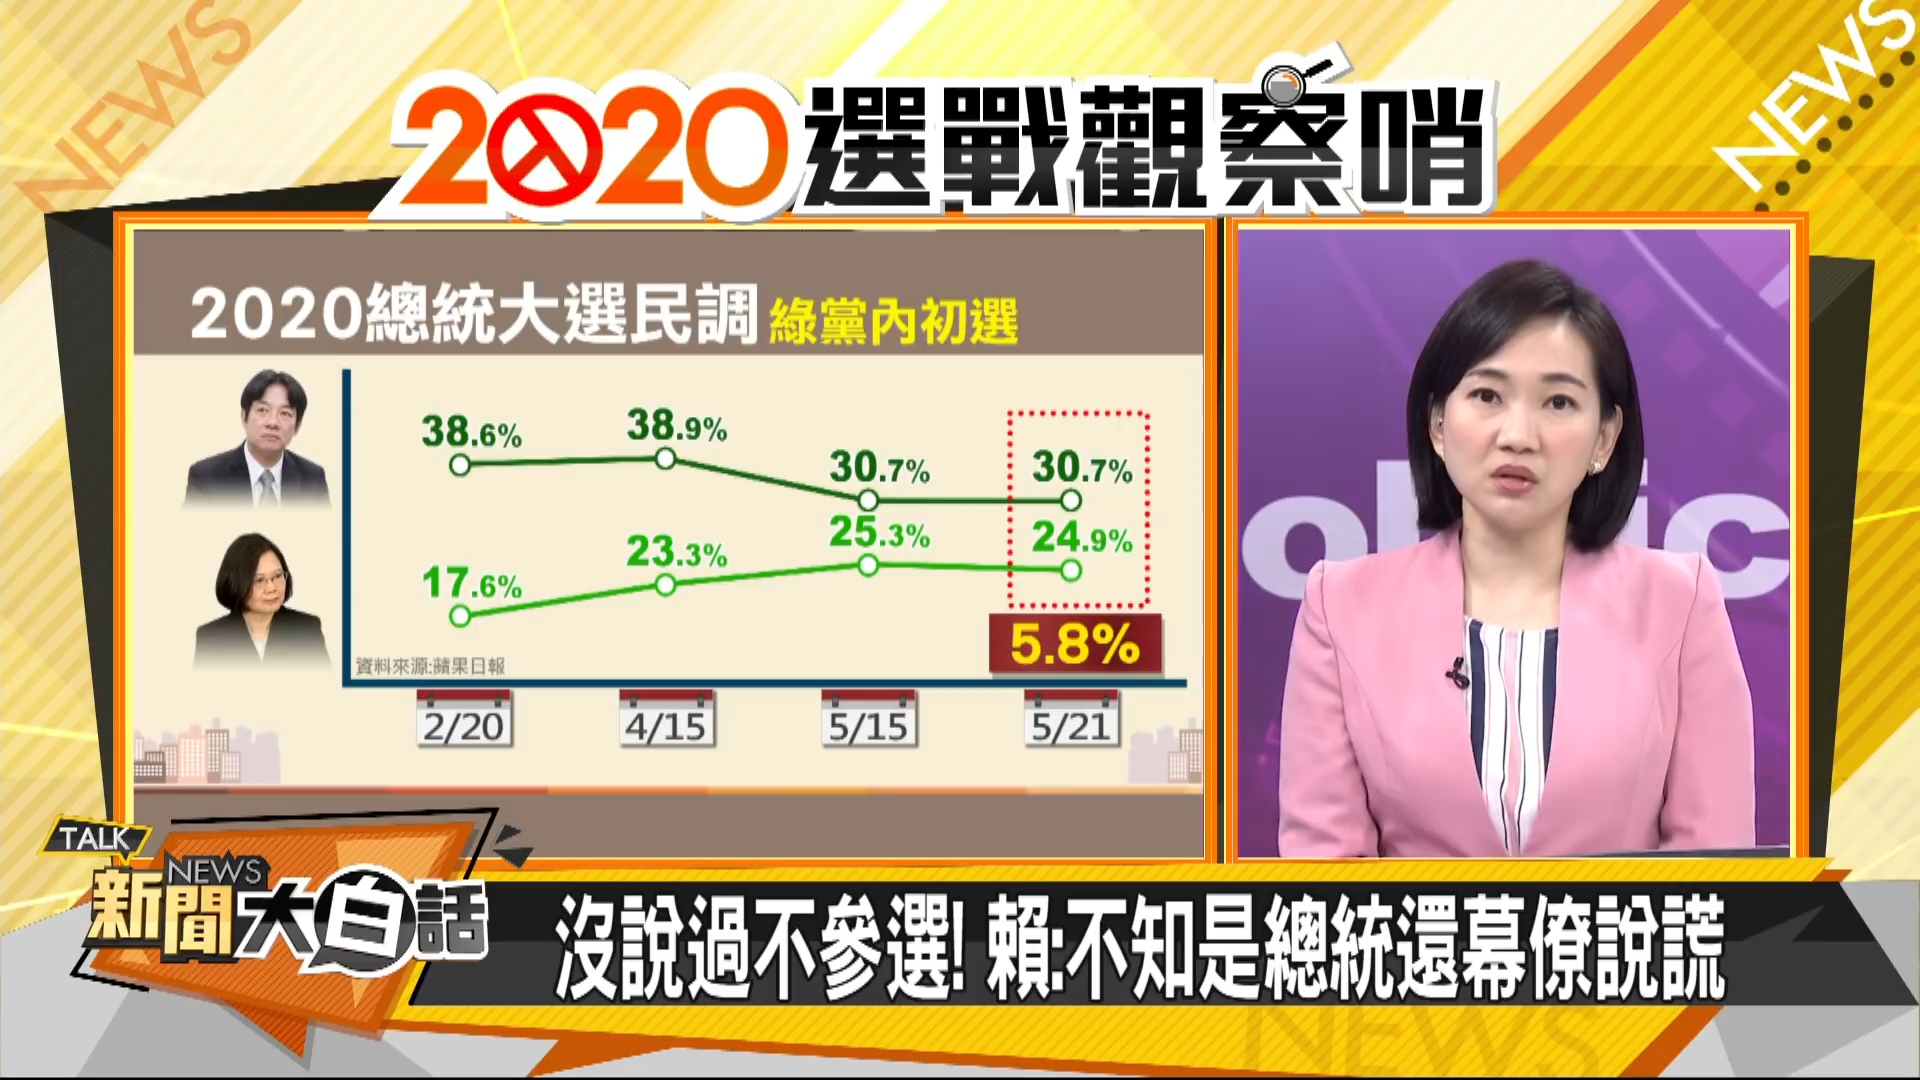 NEWS
NEWS
2020選戰觀察哨
2020總統大選民調 綠黨內初選
38.6%
38.9%
30.7%
30.7%
17.6%
23.3%
25.3%
24.9%
5.8%
資料來源:蘋果日報
2/20
4/15
5/15
5/21
TALK
NEWS
新聞大白話
沒說過不參選! 賴:不知是總統還幕僚說謊
NEWS